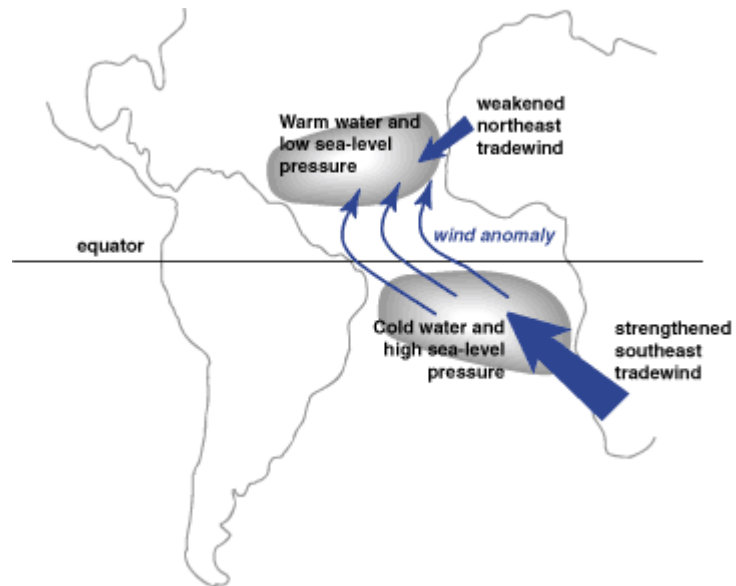 Warm water and
low sea-level
pressure
weakened
northeast
tradewind
wind anomaly
equator
Cold water and
high sea-level
pressure
strengthened
southeast
tradewind